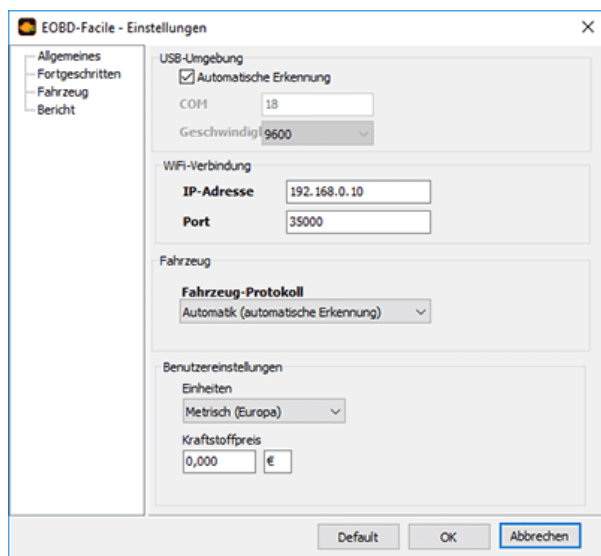 EOBD-Facile - Einstellungen
Allgemeines
Fortgeschritten
Fahrzeug
Bericht
USB-Umgebung
Automatische Erkennung
COM 18
Geschwindigl 9600
WiFi-Verbindung
IP-Adresse 192.168.0.10
Port 35000
Fahrzeug
Fahrzeug-Protokoll
Automatik (automatische Erkennung)
Benutzereinstellungen
Einheiten
Metrisch (Europa)
Kraftstoffpreis
0,000 €
Default OK Abbrechen